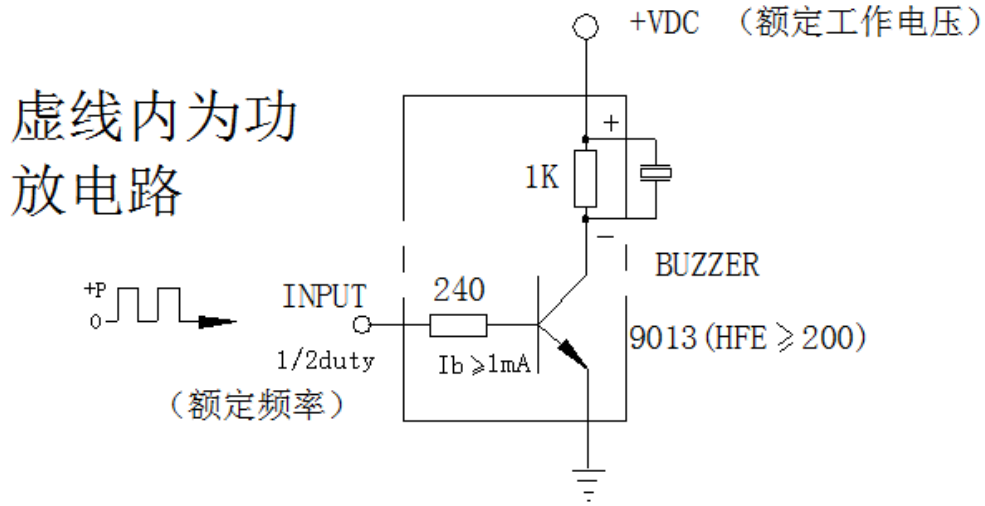 +VDC （额定工作电压）
虚线内为功
放电路
+
1K
−
BUZZER
+P
0
INPUT
240
9013(HFE≥200)
1/2duty
Ib≥1mA
（额定频率）